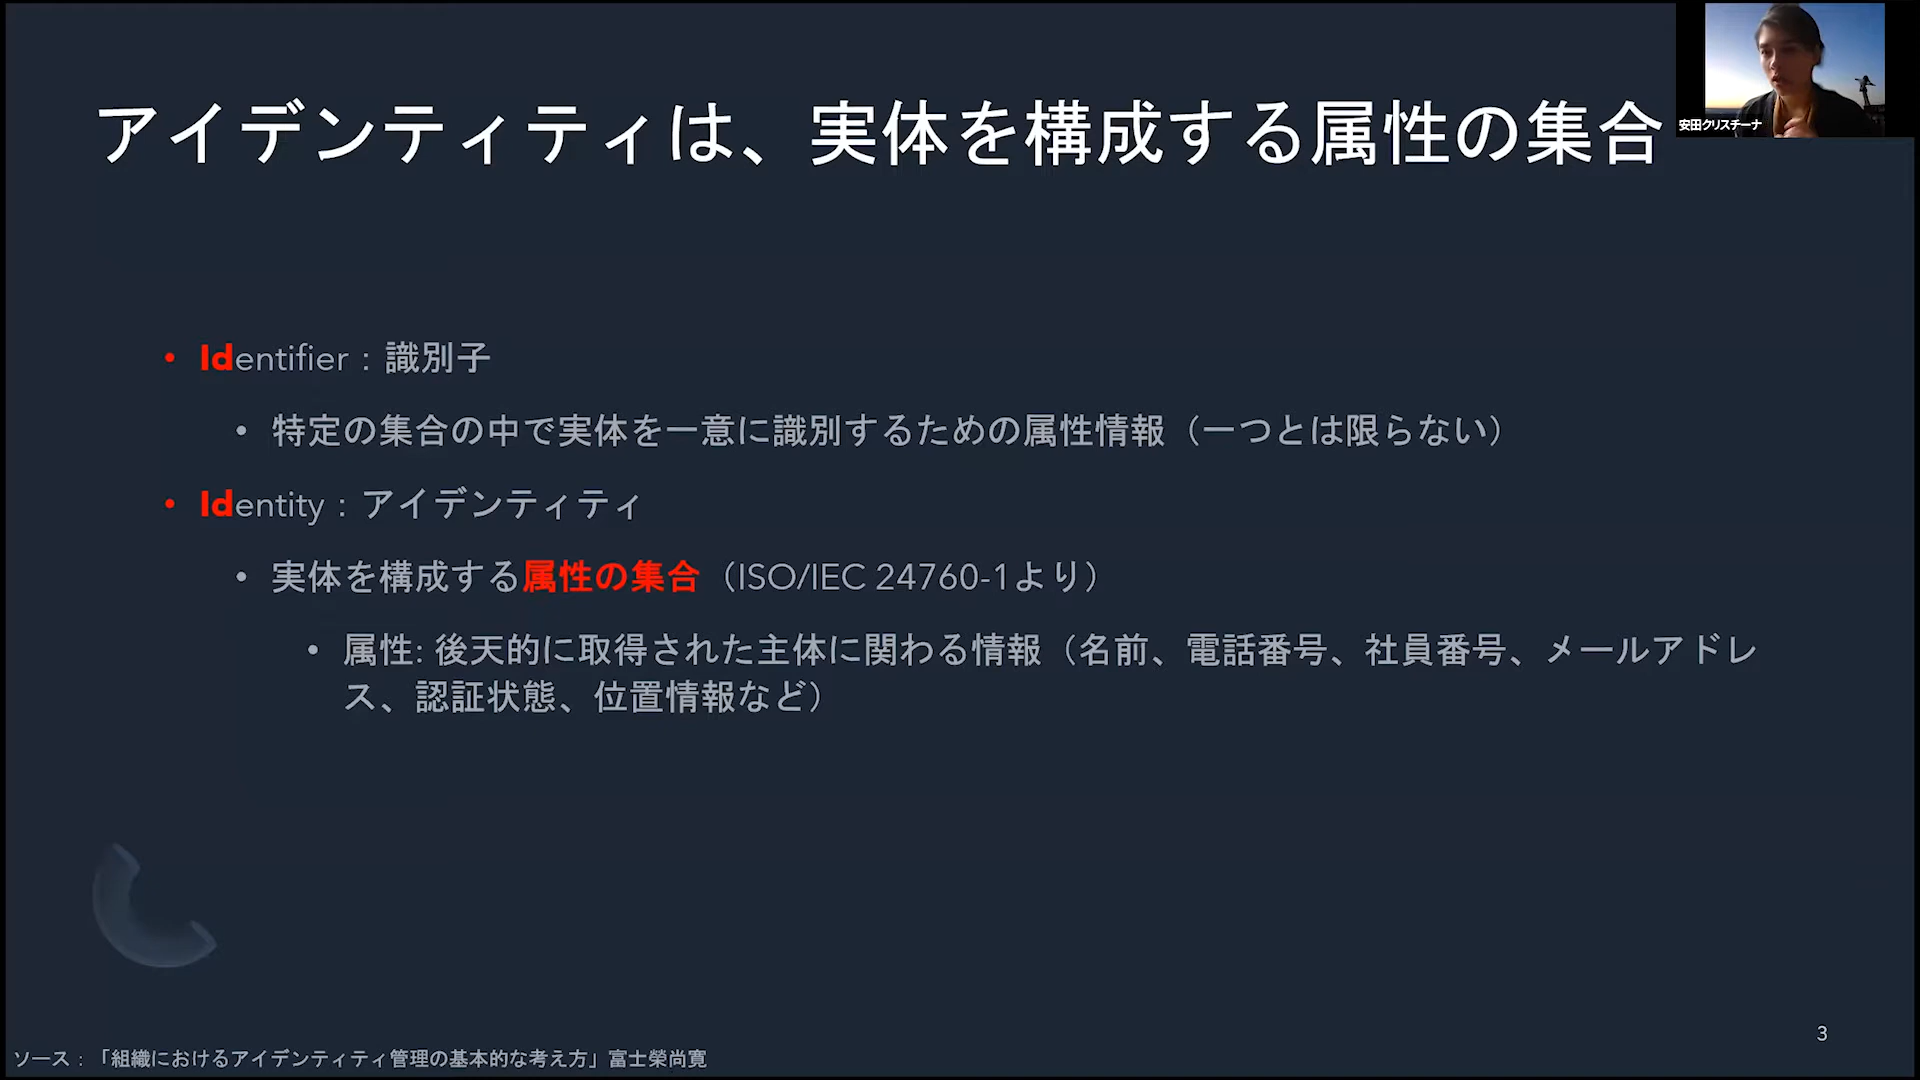 アイデンティティは、実体を構成する属性の集合
安田クリスチーナ
• Identifier：識別子
• 特定の集合の中で実体を一意に識別するための属性情報（一つとは限らない）
• Identity：アイデンティティ
• 実体を構成する属性の集合（ISO/IEC 24760-1より）
• 属性: 後天的に取得された主体に関わる情報（名前、電話番号、社員番号、メールアドレ
ス、認証状態、位置情報など）
3
ソース：「組織におけるアイデンティティ管理の基本的な考え方」富士榮尚寛